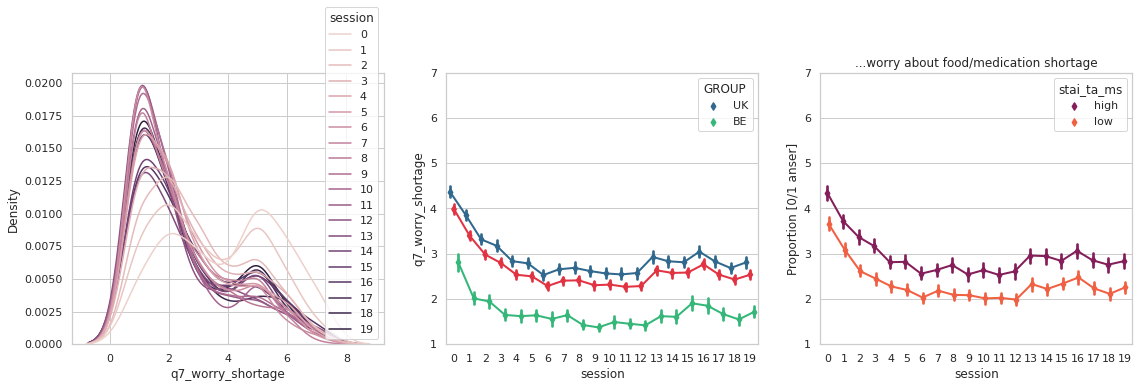 session
0
1
2
3
4
5
6
7
8
9
10
11
12
13
14
15
16
17
18
19
0.0200
0.0175
0.0150
0.0125
0.0100
0.0075
0.0050
0.0025
0.0000
Density
0 2 4 6 8
q7_worry_shortage
7
6
5
4
3
2
1
q7_worry_shortage
GROUP
UK
BE
0 1 2 3 4 5 6 7 8 9 10 11 12 13 14 15 16 17 18 19
session
...worry about food/medication shortage
7
6
5
4
3
2
1
Proportion [0/1 anser]
stai_ta_ms
high
low
0 1 2 3 4 5 6 7 8 9 10 11 12 13 14 15 16 17 18 19
session